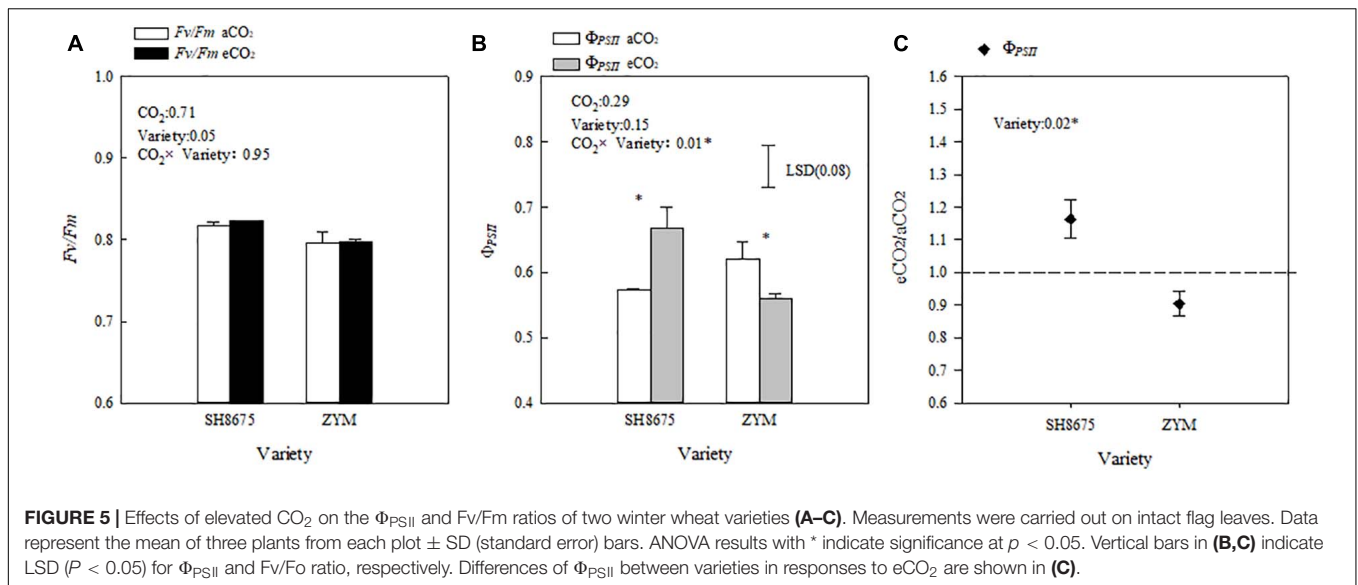 A
Fv/Fm aCO₂
Fv/Fm eCO₂
1.0
0.9
0.8
0.7
0.6
Fv/Fm
CO₂:0.71
Variety:0.05
CO₂× Variety: 0.95
SH8675
ZYM
Variety
B
Φ_PSII aCO₂
Φ_PSII eCO₂
0.9
0.8
0.7
0.6
0.5
0.4
Φ_PSII
CO₂:0.29
Variety:0.15
CO₂× Variety: 0.01*
LSD(0.08)
*
*
SH8675
ZYM
Variety
C
Φ_PSII
1.6
1.5
1.4
1.3
1.2
1.1
1.0
0.9
0.8
0.7
0.6
eCO2/aCO2
Variety:0.02*
SH8675
ZYM
Variety
FIGURE 5 | Effects of elevated CO₂ on the Φ_PSII and Fv/Fm ratios of two winter wheat varieties (A–C). Measurements were carried out on intact flag leaves. Data
represent the mean of three plants from each plot ± SD (standard error) bars. ANOVA results with * indicate significance at p < 0.05. Vertical bars in (B,C) indicate
LSD (P < 0.05) for Φ_PSII and Fv/Fo ratio, respectively. Differences of Φ_PSII between varieties in responses to eCO₂ are shown in (C).